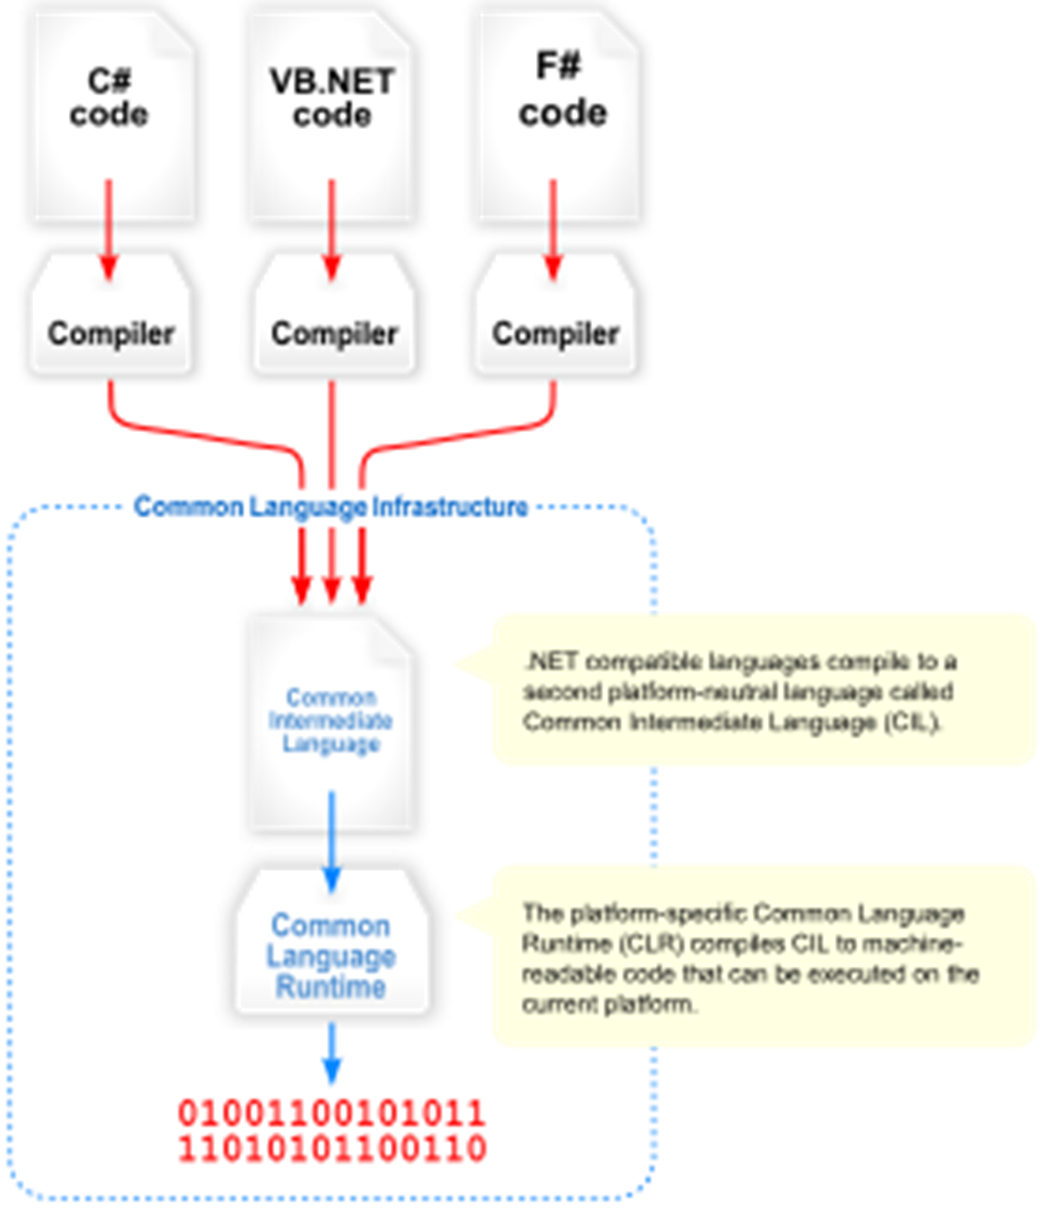 C#
code
VB.NET
code
F#
code
Compiler
Compiler
Compiler
Common Language Infrastructure
Common
Intermediate
Language
.NET compatible languages compile to a
second platform-neutral language called
Common Intermediate Language (CIL).
Common
Language
Runtime
The platform-specific Common Language
Runtime (CLR) compiles CIL to machine-
readable code that can be executed on the
current platform.
01001100101011
11010101100110